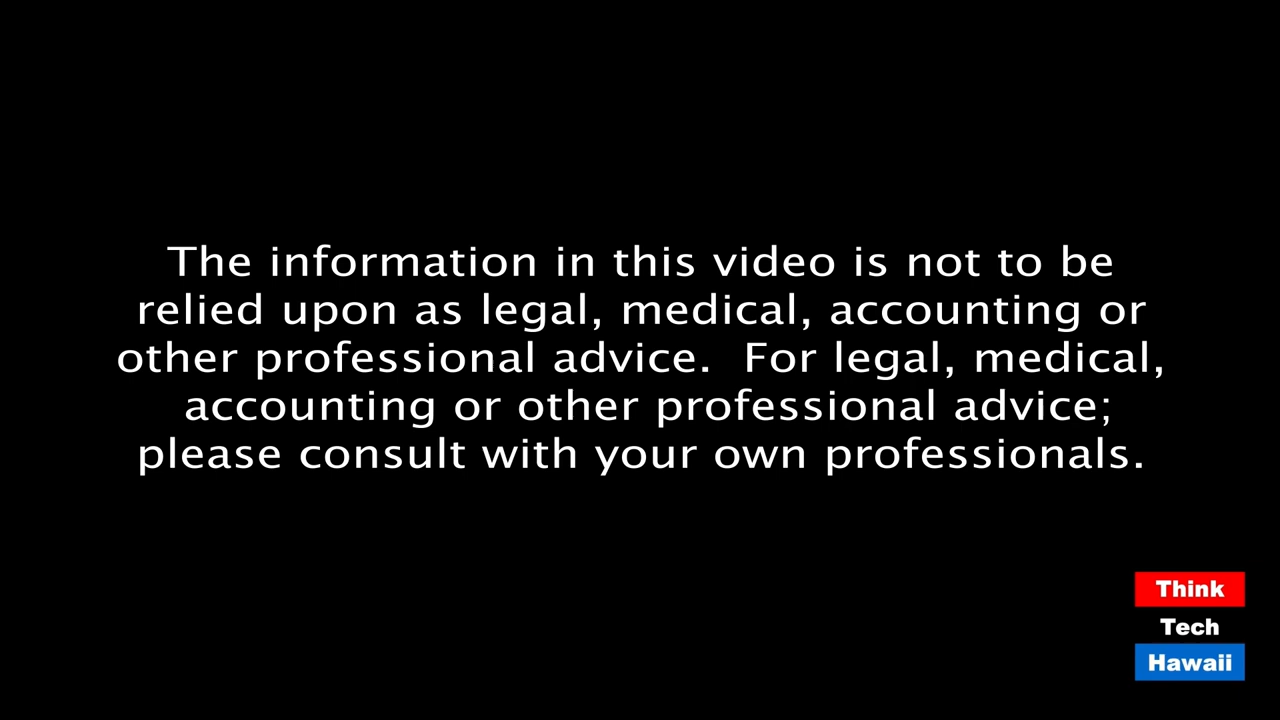 The information in this video is not to be
relied upon as legal, medical, accounting or
other professional advice.  For legal, medical,
accounting or other professional advice;
please consult with your own professionals.
Think
Tech
Hawaii